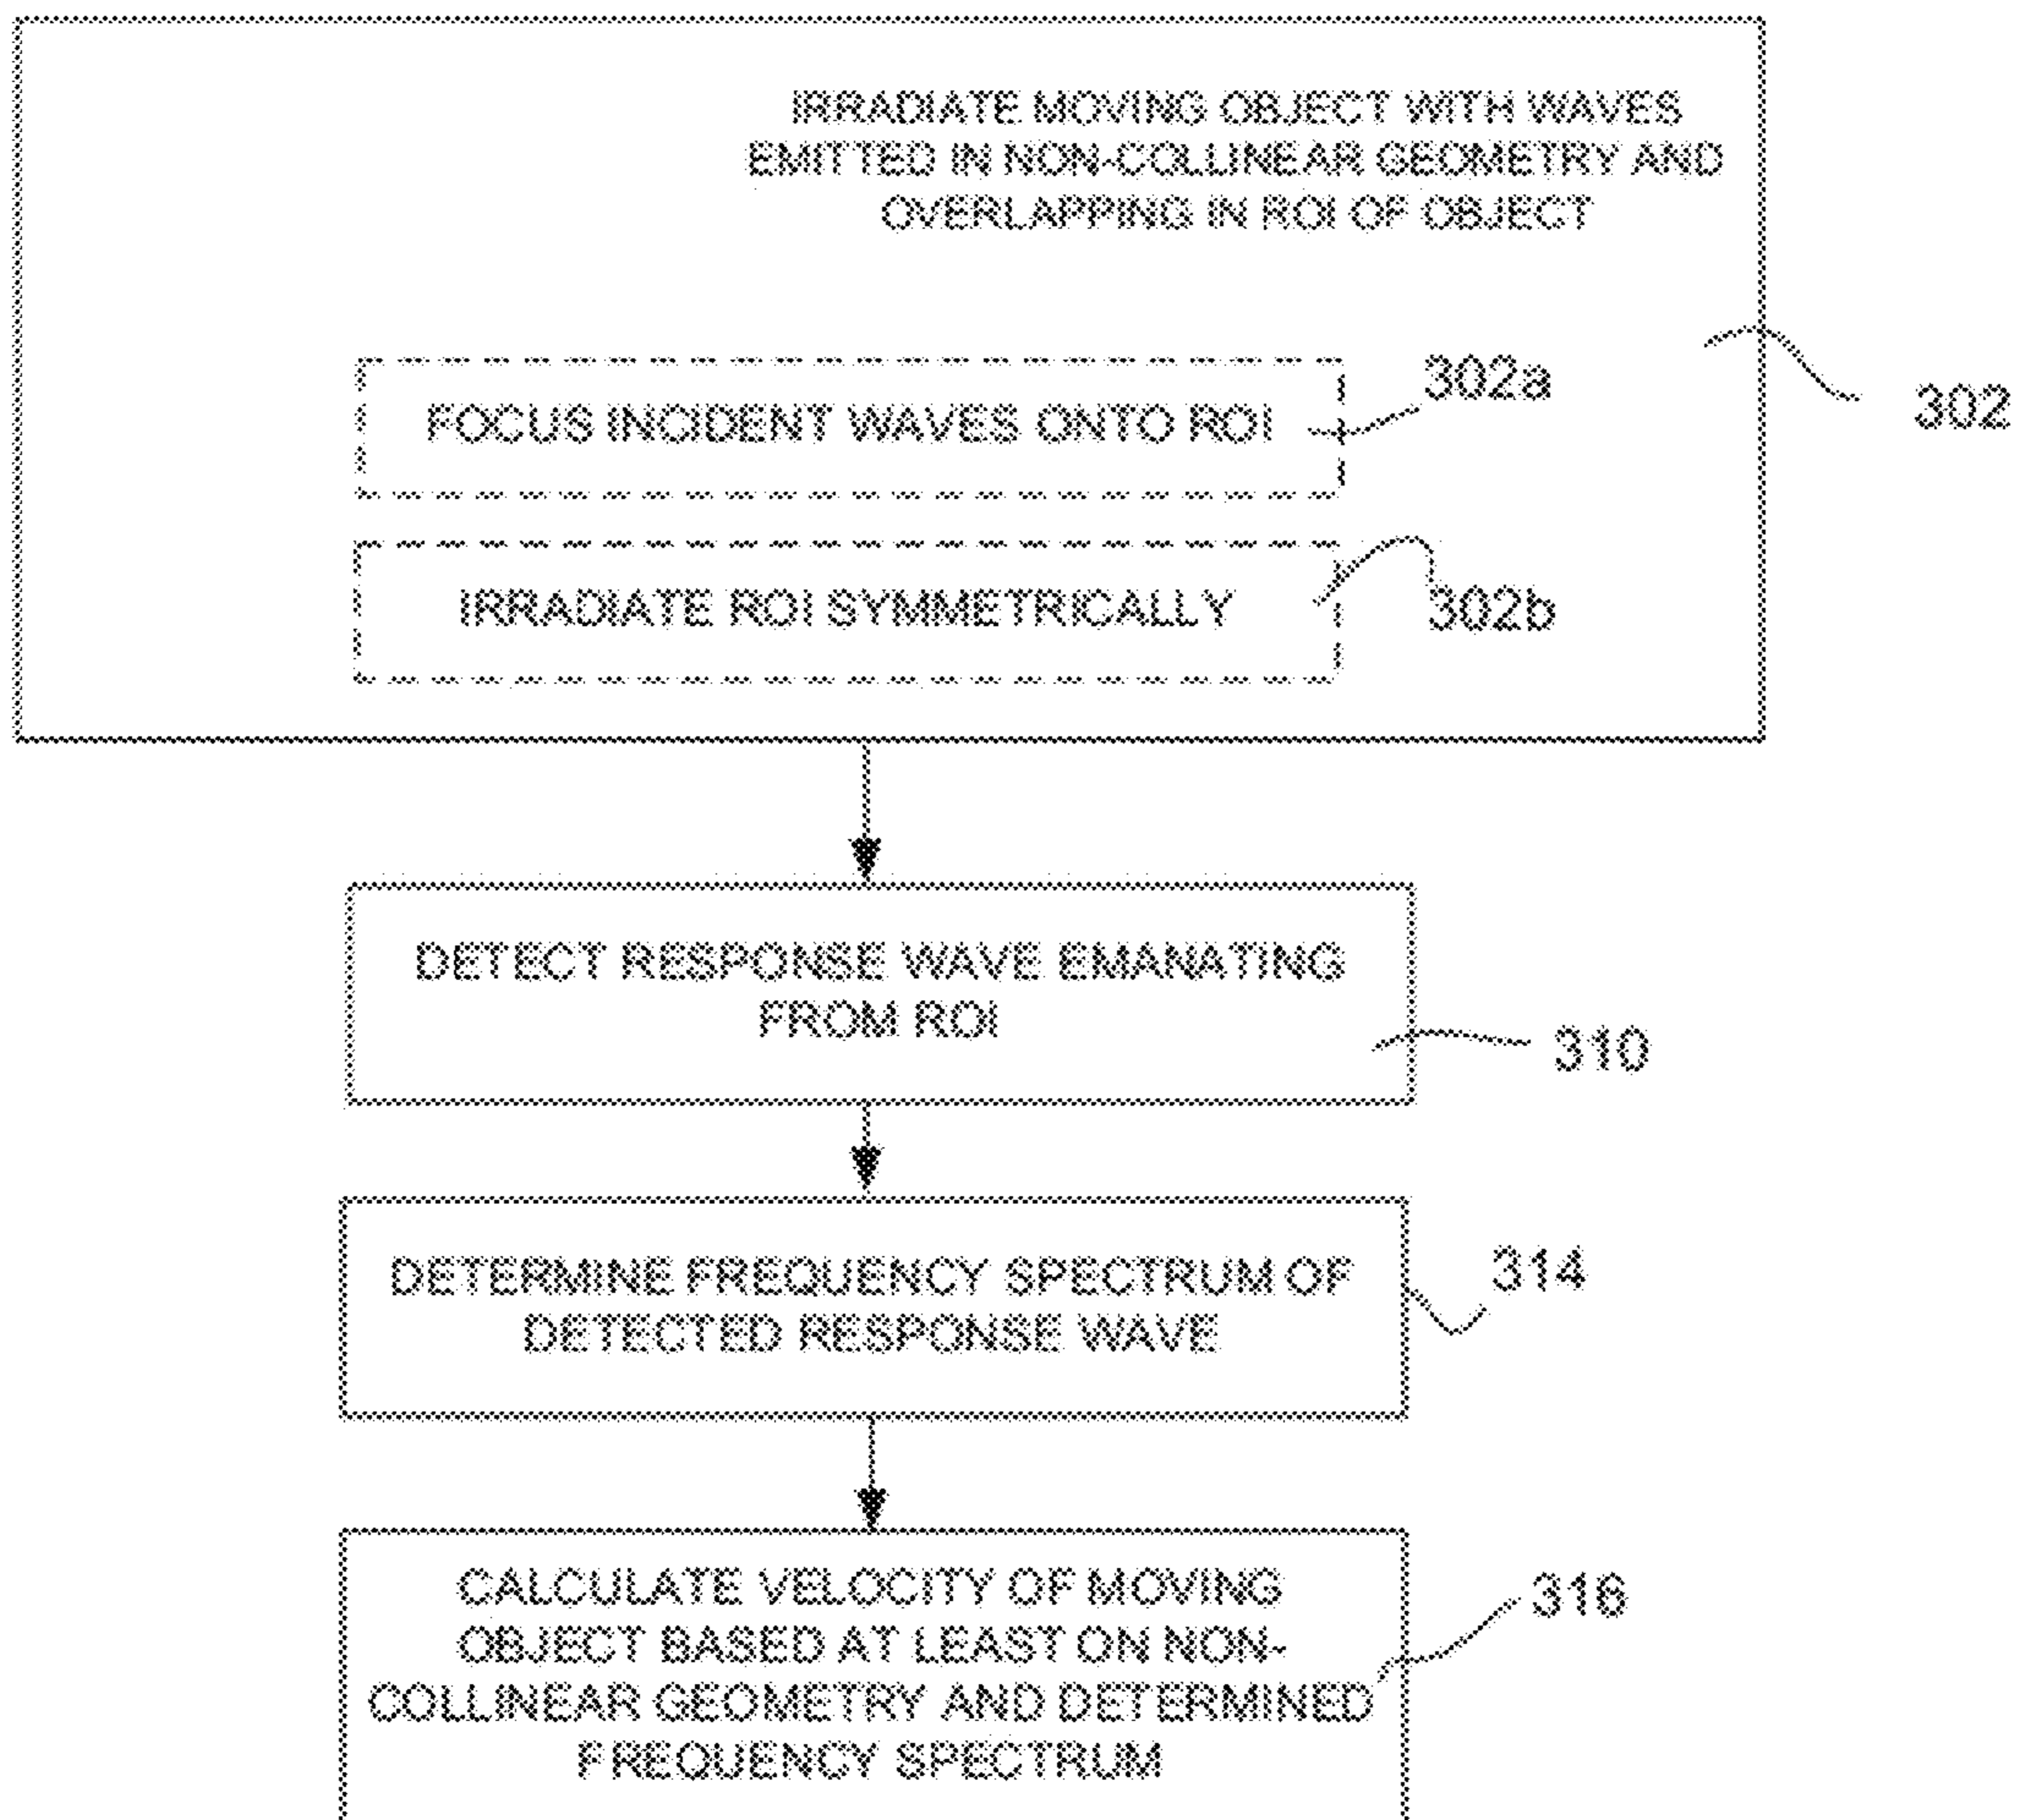 IRRADIATE MOVING OBJECT WITH WAVES
EMITTED IN NON-COLLINEAR GEOMETRY AND
OVERLAPPING IN ROI OF OBJECT
302a
FOCUS INCIDENT WAVES ONTO ROI
302
IRRADIATE ROI SYMMETRICALLY
302b
DETECT RESPONSE WAVE EMANATING
FROM ROI
310
DETERMINE FREQUENCY SPECTRUM OF
DETECTED RESPONSE WAVE
314
CALCULATE VELOCITY OF MOVING
OBJECT BASED AT LEAST ON NON-
COLLINEAR GEOMETRY AND DETERMINED
FREQUENCY SPECTRUM
316